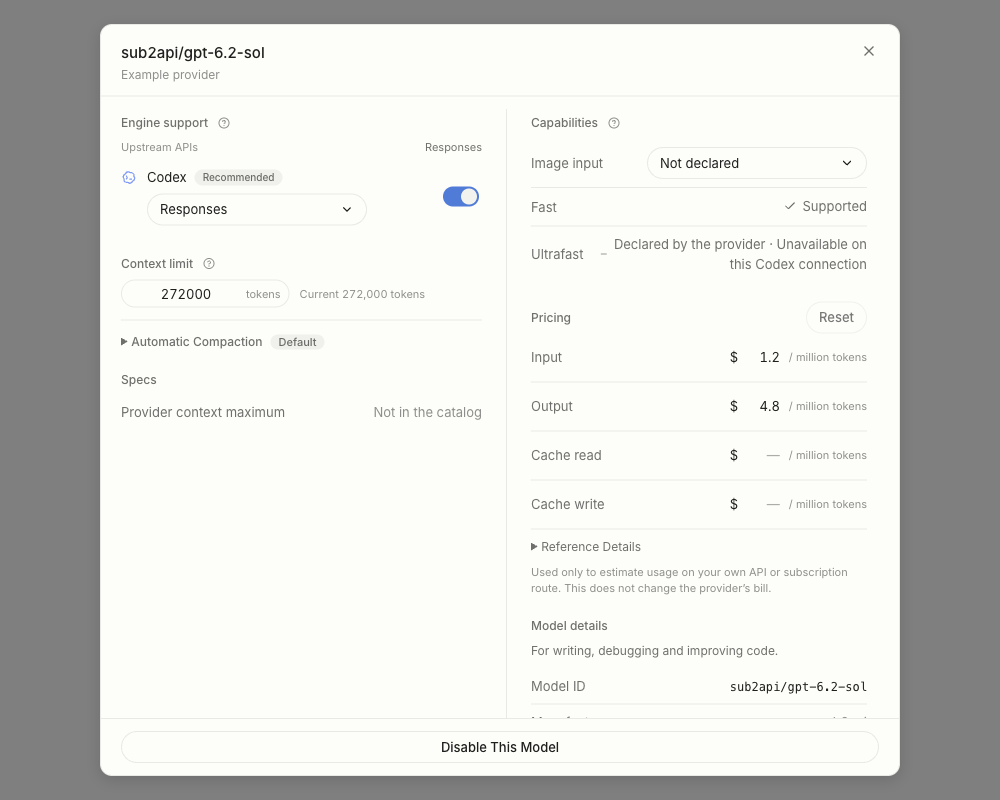 sub2api/gpt-6.2-sol
Example provider
Engine support
Upstream APIs
Responses
Codex
Recommended
Responses
Context limit
272000 tokens
Current 272,000 tokens
Automatic Compaction
Default
Specs
Provider context maximum
Not in the catalog
Capabilities
Image input
Not declared
Fast
Supported
Ultrafast
– Declared by the provider · Unavailable on
this Codex connection
Pricing
Reset
Input
$ 1.2 / million tokens
Output
$ 4.8 / million tokens
Cache read
$ — / million tokens
Cache write
$ — / million tokens
Reference Details
Used only to estimate usage on your own API or subscription
route. This does not change the provider’s bill.
Model details
For writing, debugging and improving code.
Model ID
sub2api/gpt-6.2-sol
Disable This Model